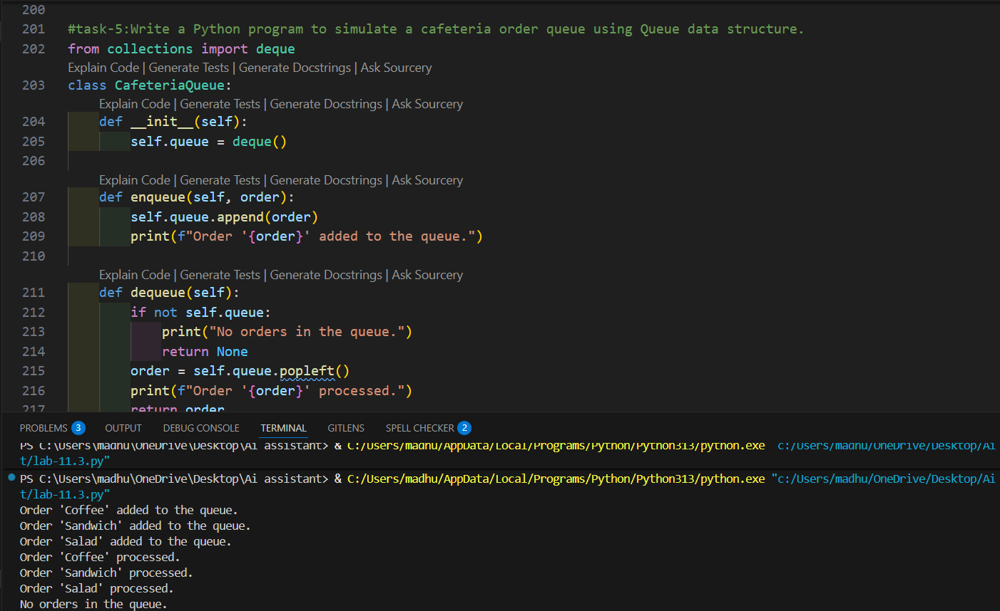 200
201 #task-5:Write a Python program to simulate a cafeteria order queue using Queue data structure.
202 from collections import deque
Explain Code | Generate Tests | Generate Docstrings | Ask Sourcery
203 class CafeteriaQueue:
Explain Code | Generate Tests | Generate Docstrings | Ask Sourcery
204 def __init__(self):
205 self.queue = deque()
206
Explain Code | Generate Tests | Generate Docstrings | Ask Sourcery
207 def enqueue(self, order):
208 self.queue.append(order)
209 print(f"Order '{order}' added to the queue.")
210
Explain Code | Generate Tests | Generate Docstrings | Ask Sourcery
211 def dequeue(self):
212 if not self.queue:
213 print("No orders in the queue.")
214 return None
215 order = self.queue.popleft()
216 print(f"Order '{order}' processed.")
217 return order
PROBLEMS 3 OUTPUT DEBUG CONSOLE TERMINAL GITLENS SPELL CHECKER 2
PS C:\Users\madhu\OneDrive\Desktop\Ai assistant> & C:/Users/madhu/AppData/Local/Programs/Python/Python313/python.exe c:/Users/madhu/OneDrive/Desktop/Ai
t/lab-11.3.py"
PS C:\Users\madhu\OneDrive\Desktop\Ai assistant> & C:/Users/madhu/AppData/Local/Programs/Python/Python313/python.exe "c:/Users/madhu/OneDrive/Desktop/Ai
t/lab-11.3.py"
Order 'Coffee' added to the queue.
Order 'Sandwich' added to the queue.
Order 'Salad' added to the queue.
Order 'Coffee' processed.
Order 'Sandwich' processed.
Order 'Salad' processed.
No orders in the queue.